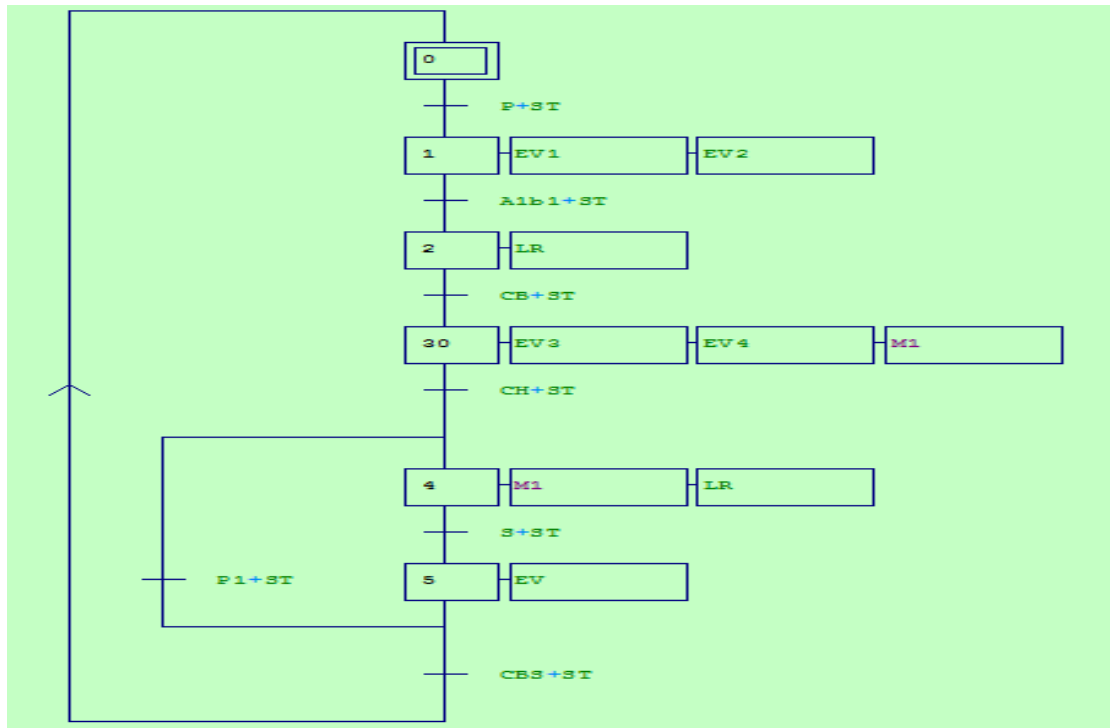 0
P+ST
1 EV1 EV2
A1b1+ST
2 LR
CB+ST
30 EV3 EV4 M1
CH+ST
4 M1 LR
S+ST
P1+ST 5 EV
CBS+ST